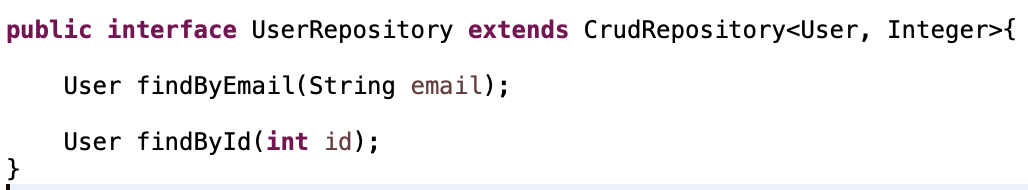 public interface UserRepository extends CrudRepository<User, Integer>{
User findByEmail(String email);
User findById(int id);
}